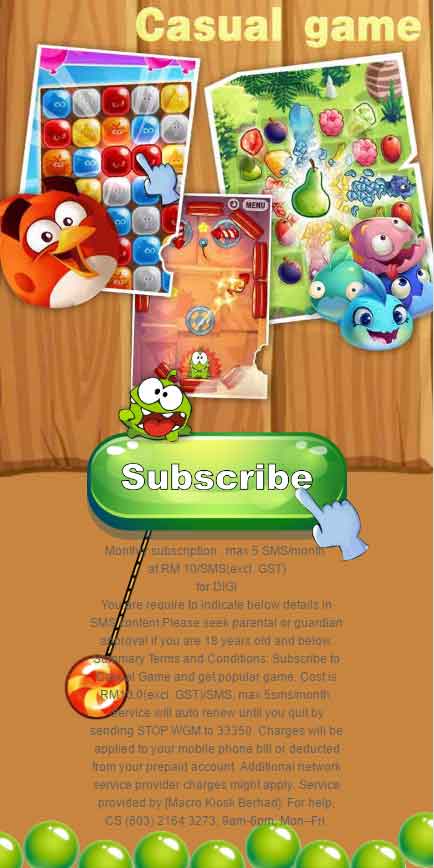 Casual game
MENU
Subscribe
Monthly subscription , max 5 SMS/month
at RM 10/SMS(excl. GST)
for DIGI
You are require to indicate below details in
SMS content Please seek parental or guardian
approval if you are 18 years old and below.
Summary Terms and Conditions: Subscribe to
Casual Game and get popular game. Cost is
RM10.0(excl. GST)/SMS, max 5sms/month.
Service will auto renew until you quit by
sending STOP WGM to 33350. Charges will be
applied to your mobile phone bill or deducted
from your prepaid account. Additional network
service provider charges might apply. Service
provided by [Macro Kiosk Berhad]. For help,
CS (603) 2164 3273, 9am-6pm, Mon--Fri.